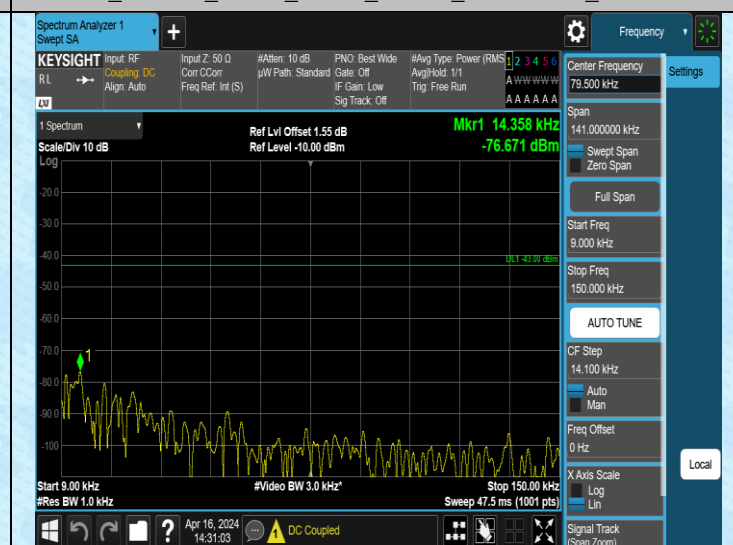 Spectrum Analyzer 1
Swept SA
Frequency
KEYSIGHT
RL
LXI
Input: RF
Coupling: DC
Align: Auto
Input Z: 50 Ω
Corr CCorr
Freq Ref: Int (S)
#Atten: 10 dB
µW Path: Standard
PNO: Best Wide
Gate: Off
IF Gain: Low
Sig Track: Off
#Avg Type: Power (RMS
Avg|Hold: 1/1
Trig: Free Run
1 2 3 4 5 6
A W W W W W
A A A A A A
Center Frequency
79.500 kHz
Settings
Span
141.000000 kHz
Swept Span
Zero Span
Full Span
Start Freq
9.000 kHz
Stop Freq
150.000 kHz
AUTO TUNE
CF Step
14.100 kHz
Auto
Man
Freq Offset
0 Hz
X Axis Scale
Log
Lin
Signal Track
(Span Zoom)
Local
1 Spectrum
Scale/Div 10 dB
Ref Lvl Offset 1.55 dB
Ref Level -10.00 dBm
Mkr1 14.358 kHz
-76.671 dBm
Log
-20.0
-30.0
-40.0
DL1 -43.00 dBm
-50.0
-60.0
-70.0
1
-80.0
-90.0
-100
Start 9.00 kHz
#Video BW 3.0 kHz*
Stop 150.00 kHz
#Res BW 1.0 kHz
Sweep 47.5 ms (1001 pts)
?
Apr 16, 2024
14:31:03
DC Coupled